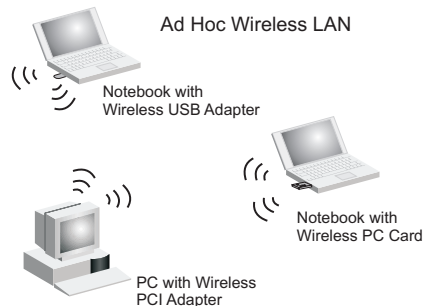 Ad Hoc Wireless LAN
Notebook with
Wireless USB Adapter
Notebook with
Wireless PC Card
PC with Wireless
PCI Adapter